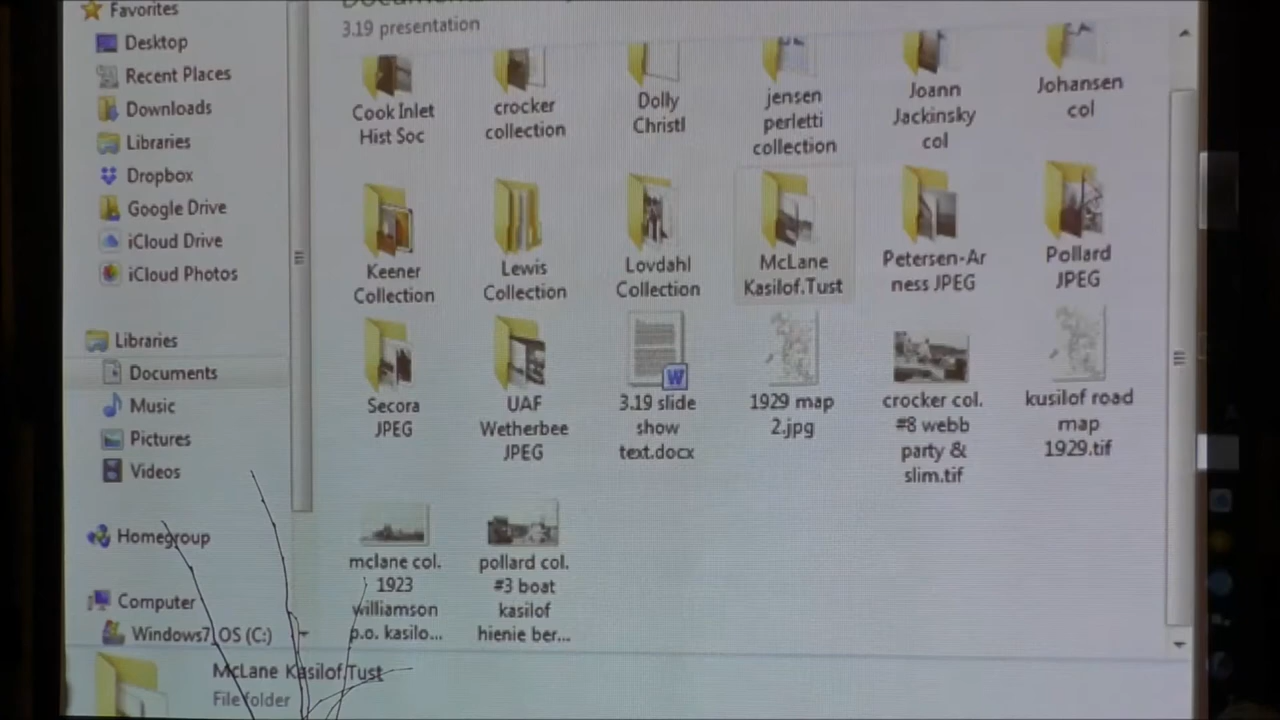 Favorites
Desktop
Recent Places
Downloads
Libraries
Dropbox
Google Drive
iCloud Drive
iCloud Photos
Libraries
Documents
Music
Pictures
Videos
Homegroup
Computer
Windows7_OS (C:)
3.19 presentation
Cook Inlet
Hist Soc
crocker
collection
Dolly
Christl
jensen
perletti
collection
Joann
Jackinsky
col
Johansen
col
Keener
Collection
Lewis
Collection
Lovdahl
Collection
McLane
Kasilof.Tust
Petersen-Ar
ness JPEG
Pollard
JPEG
Secora
JPEG
UAF
Wetherbee
JPEG
3.19 slide
show
text.docx
1929 map
2.jpg
crocker col.
#8 webb
party &
slim.tif
kusilof road
map
1929.tif
mclane col.
1923
williamson
p.o. kasilo...
pollard col.
#3 boat
kasilof
hienie ber...
McLane Kasilof.Tust
File folder